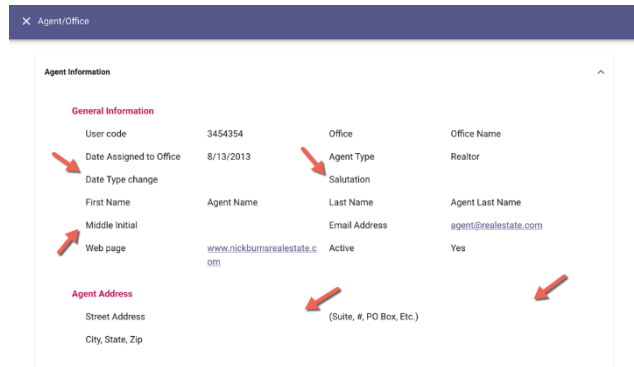 Agent/Office
Agent Information
General Information
User code 3454354 Office Office Name
Date Assigned to Office 8/13/2013 Agent Type Realtor
Date Type change Salutation
First Name Agent Name Last Name Agent Last Name
Middle Initial Email Address agent@realestate.com
Web page www.nickburnsrealestate.c Active Yes
om
Agent Address
Street Address (Suite, #, PO Box, Etc.)
City, State, Zip